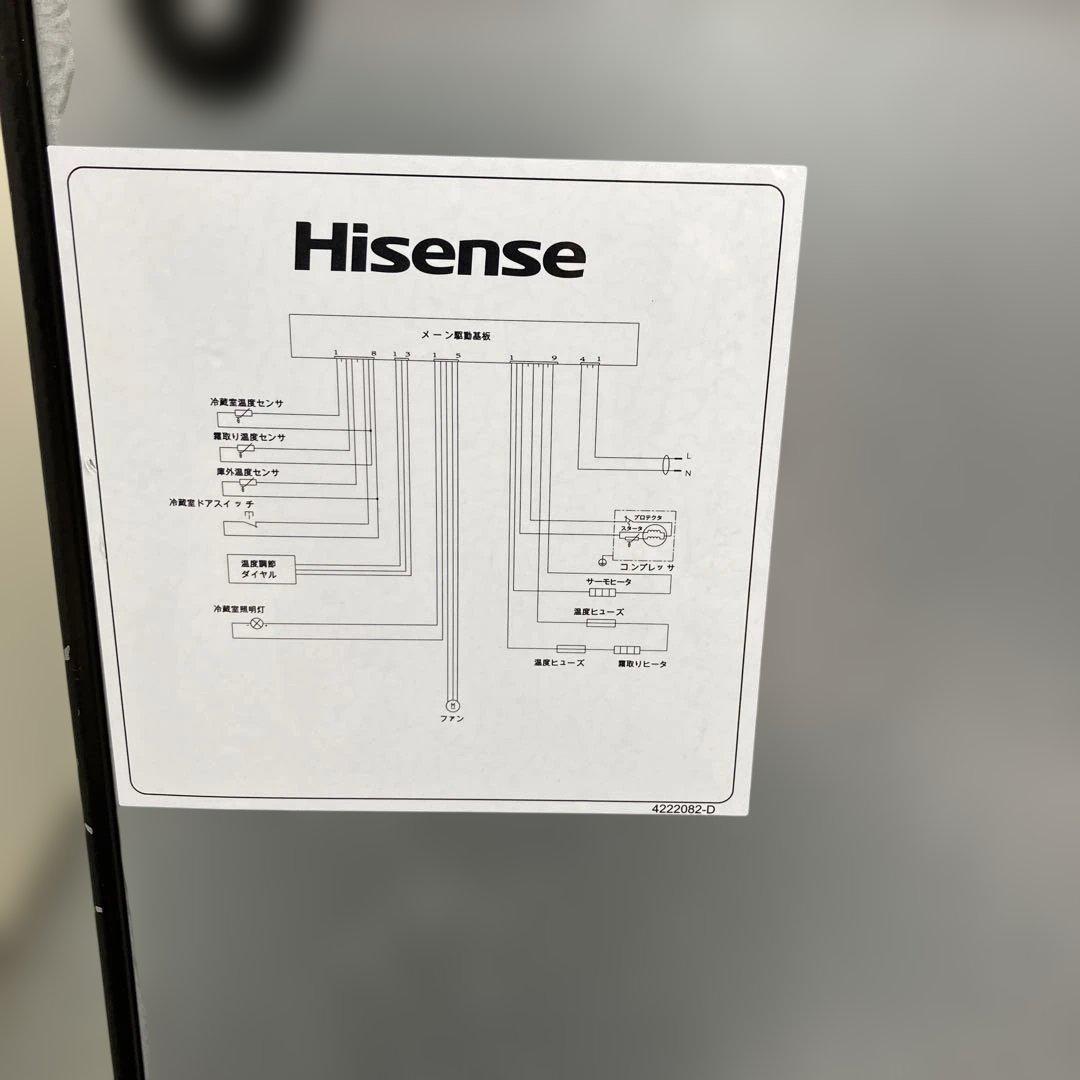 Hisense
メーン駆動基板
1 8 1 3 1 5 1 9 4 1
冷蔵室温度センサ
霜取り温度センサ
L
N
庫外温度センサ
冷蔵室ドアスイッチ
プロテクタ
スタータ
コンプレッサ
温度調節
ダイヤル
サーモヒータ
冷蔵室照明灯
温度ヒューズ
温度ヒューズ
霜取りヒータ
M
ファン
4222082-D